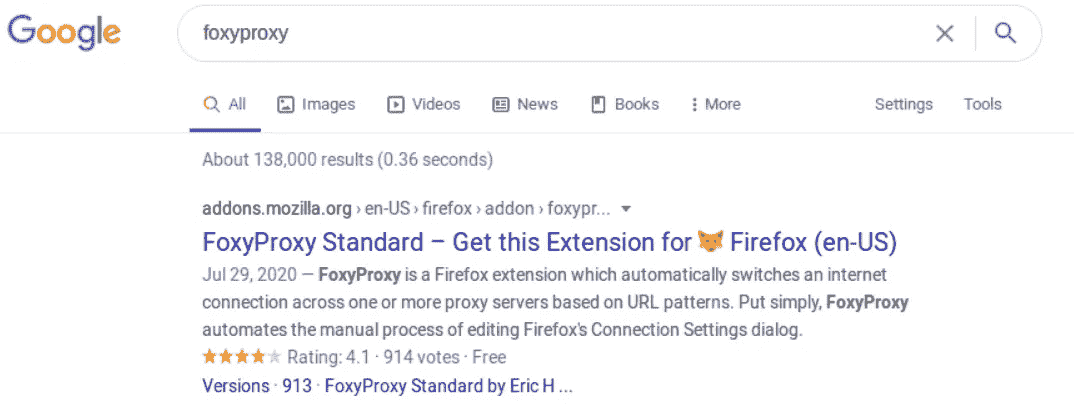 Google
foxyproxy
All Images Videos News Books More Settings Tools
About 138,000 results (0.36 seconds)
addons.mozilla.org › en-US › firefox › addon › foxypr...
FoxyProxy Standard – Get this Extension for 🦊 Firefox (en-US)
Jul 29, 2020 — FoxyProxy is a Firefox extension which automatically switches an internet
connection across one or more proxy servers based on URL patterns. Put simply, FoxyProxy
automates the manual process of editing Firefox's Connection Settings dialog.
★★★★★ Rating: 4.1 · 914 votes · Free
Versions · 913 · FoxyProxy Standard by Eric H ...